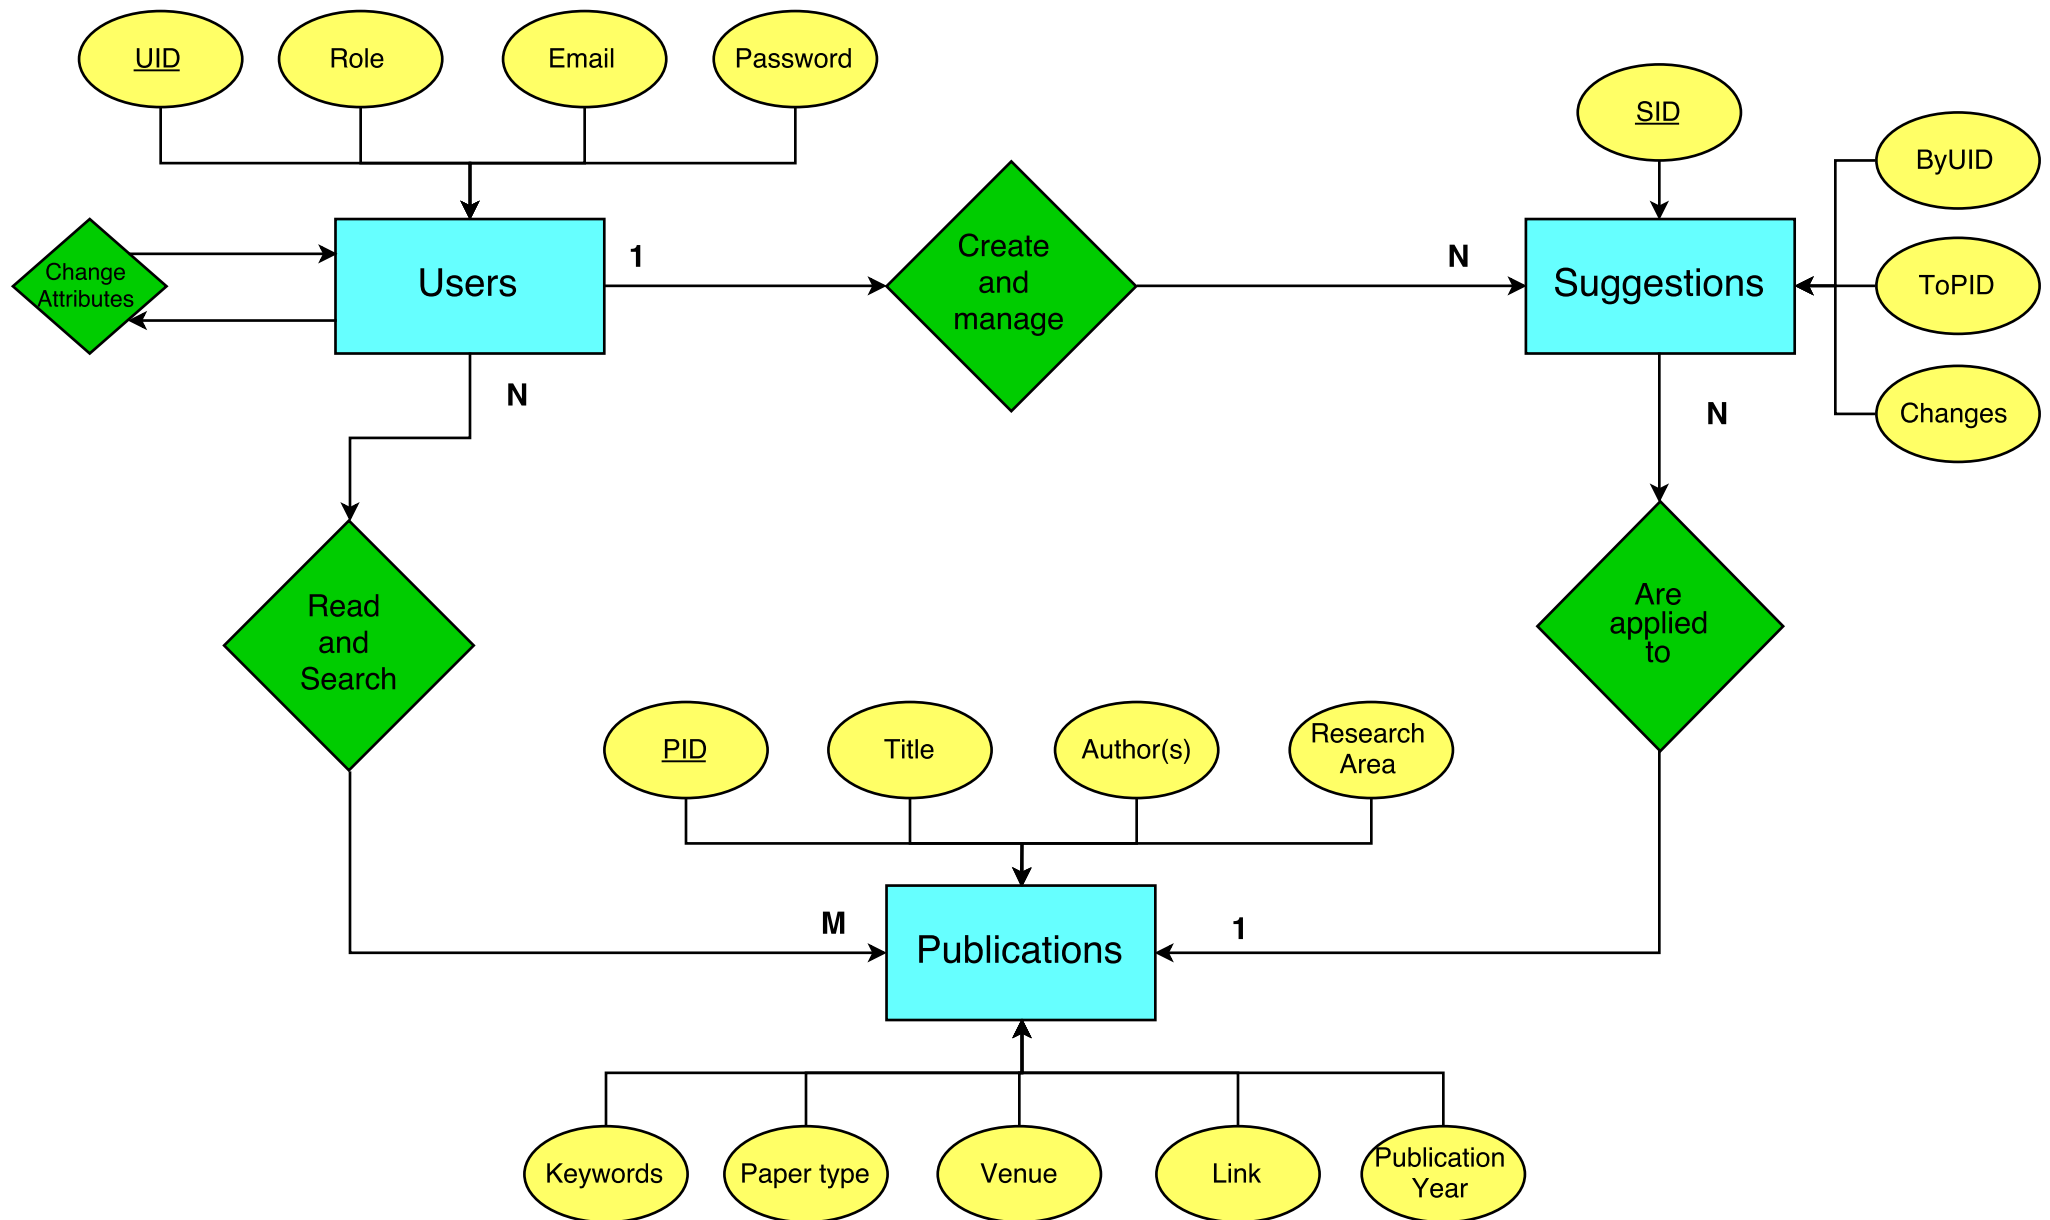 UID
Role
Email
Password
SID
ByUID
Change
Attributes
Users
1
Create
and
manage
N
Suggestions
ToPID
N
N
Changes
Read
and
Search
Are
applied
to
PID
Title
Author(s)
Research
Area
M
Publications
1
Keywords
Paper type
Venue
Link
Publication
Year